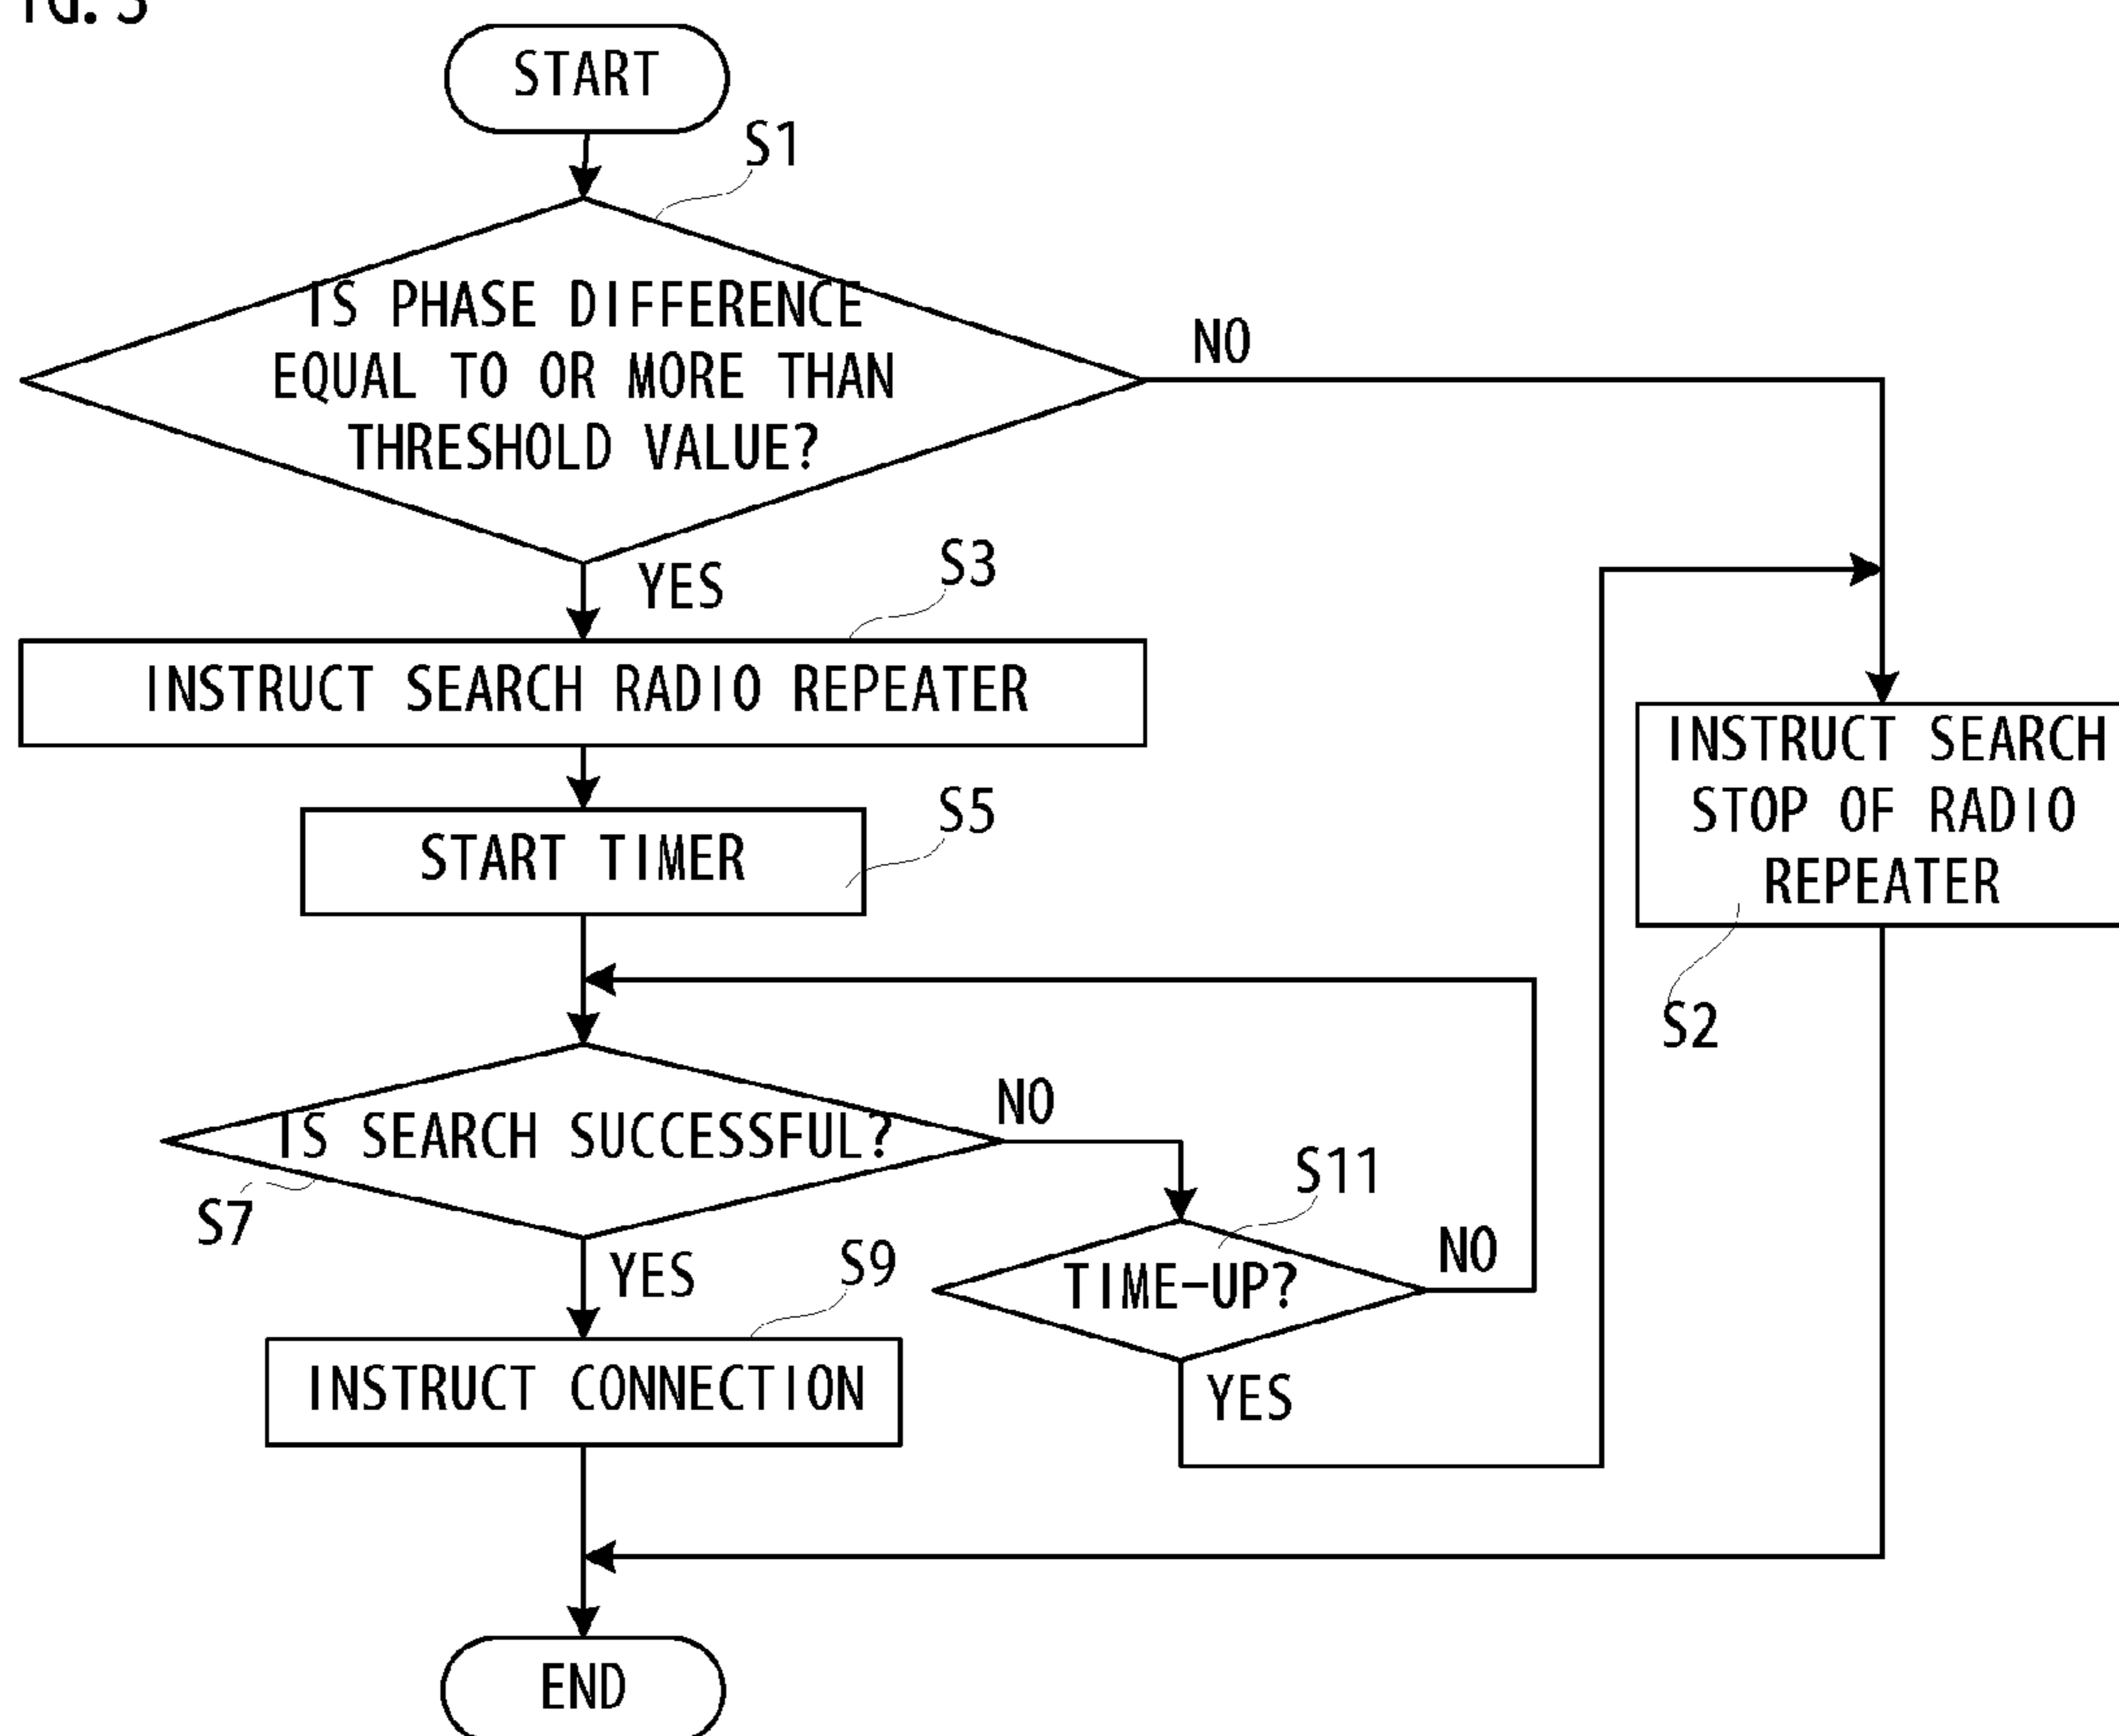 START
S1
IS PHASE DIFFERENCE
EQUAL TO OR MORE THAN
THRESHOLD VALUE?
NO
YES
S3
INSTRUCT SEARCH RADIO REPEATER
S5
START TIMER
INSTRUCT SEARCH
STOP OF RADIO
REPEATER
S2
IS SEARCH SUCCESSFUL?
NO
S7
YES
S11
TIME-UP?
NO
YES
S9
INSTRUCT CONNECTION
END